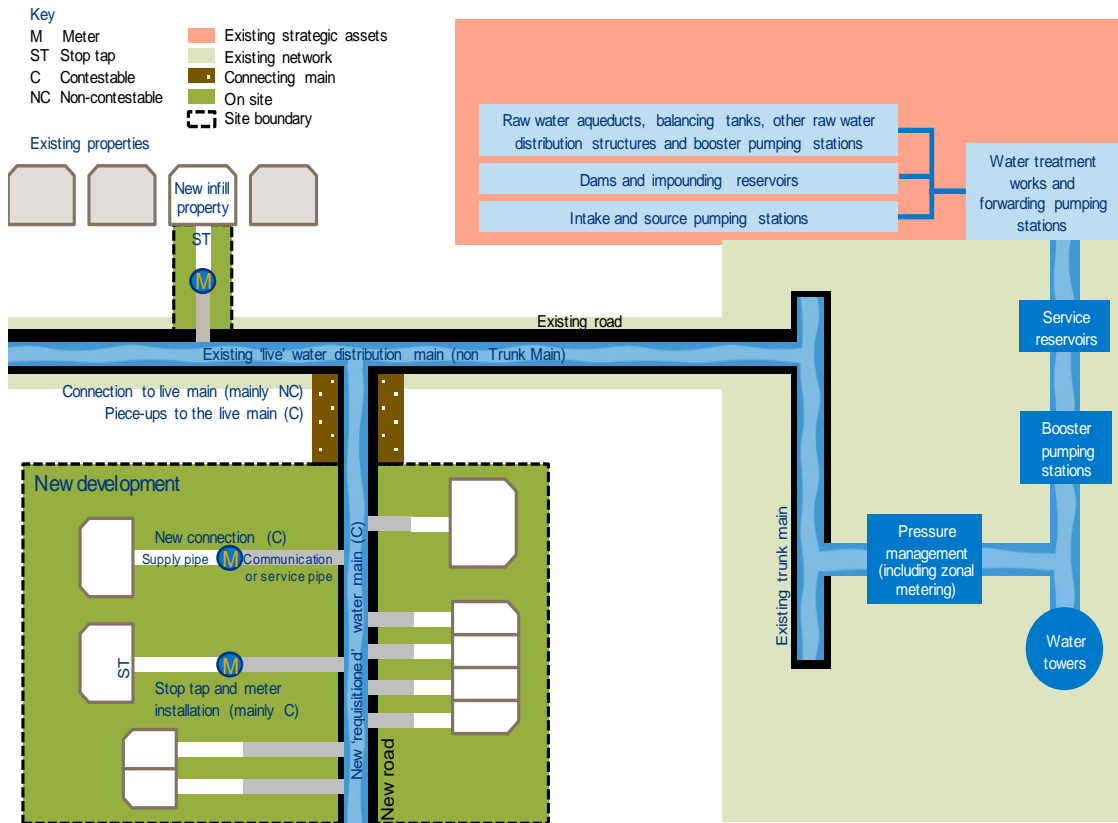 Key
M Meter
ST Stop tap
C Contestable
NC Non-contestable
Existing strategic assets
Existing network
Connecting main
On site
Site boundary
Existing properties
New infill
property
ST
M
Raw water aqueducts, balancing tanks, other raw water
distribution structures and booster pumping stations
Dams and impounding reservoirs
Intake and source pumping stations
Water treatment
works and
forwarding pumping
stations
Existing road
Existing 'live' water distribution main (non Trunk Main)
Connection to live main (mainly NC)
Piece-ups to the live main (C)
Service
reservoirs
Booster
pumping
stations
Pressure
management
(including zonal
metering)
Water
towers
Existing trunk main
New development
New connection (C)
Supply pipe
M
Communication
or service pipe
ST
M
Stop tap and meter
installation (mainly C)
New 'requisitioned' water main (C)
New road